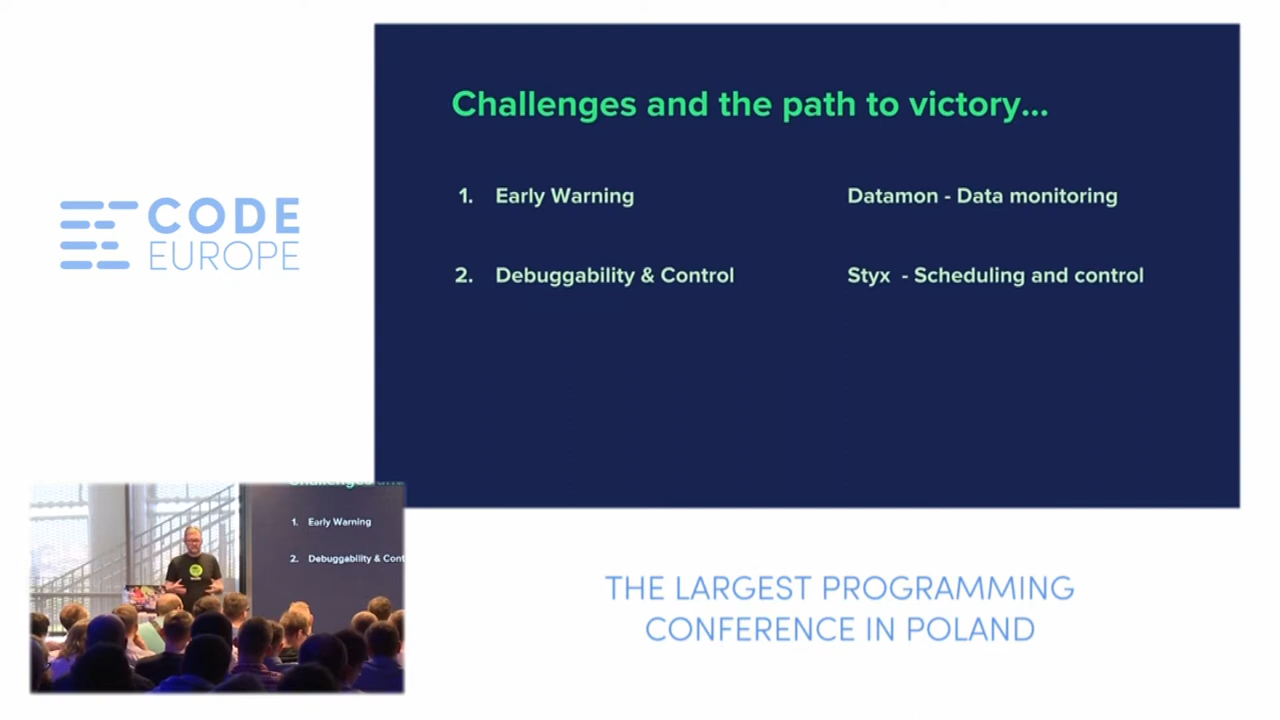 Challenges and the path to victory...
1. Early Warning Datamon - Data monitoring
2. Debuggability & Control Styx - Scheduling and control
CODE
EUROPE
1. Early Warning
2. Debuggability & Cont
THE LARGEST PROGRAMMING
CONFERENCE IN POLAND